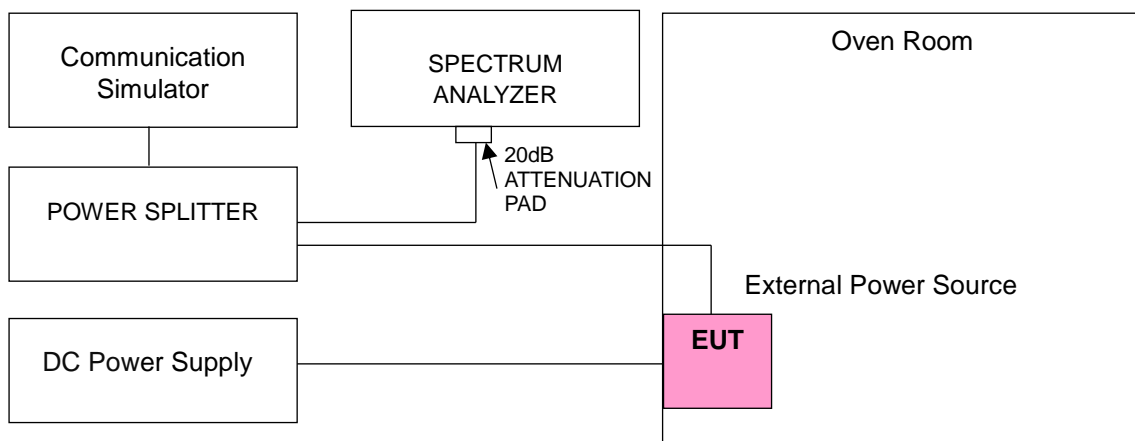 Communication
Simulator
SPECTRUM
ANALYZER
Oven Room
20dB
ATTENUATION
PAD
POWER SPLITTER
External Power Source
EUT
DC Power Supply